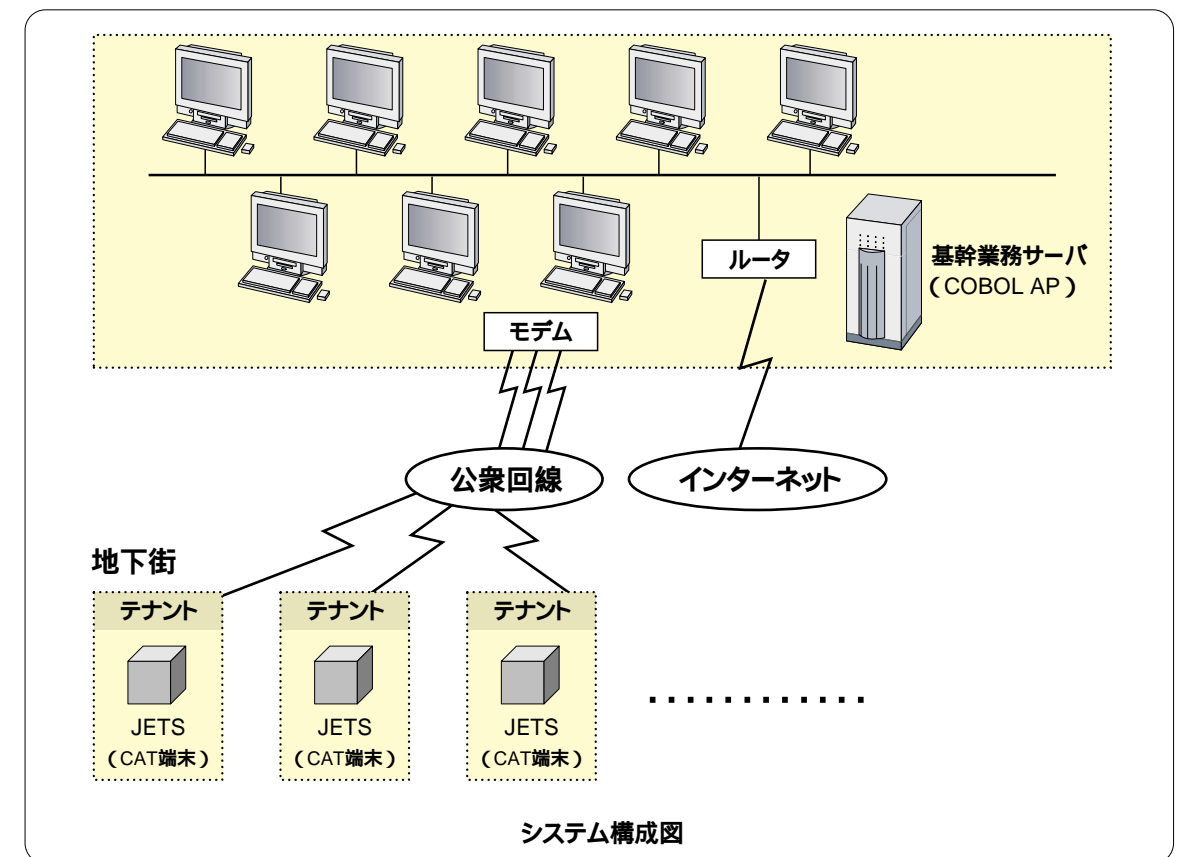 ルータ
基幹業務サーバ
（COBOL AP）
モデム
公衆回線
インターネット
地下街
テナント
JETS
（CAT端末）
テナント
JETS
（CAT端末）
テナント
JETS
（CAT端末）
システム構成図